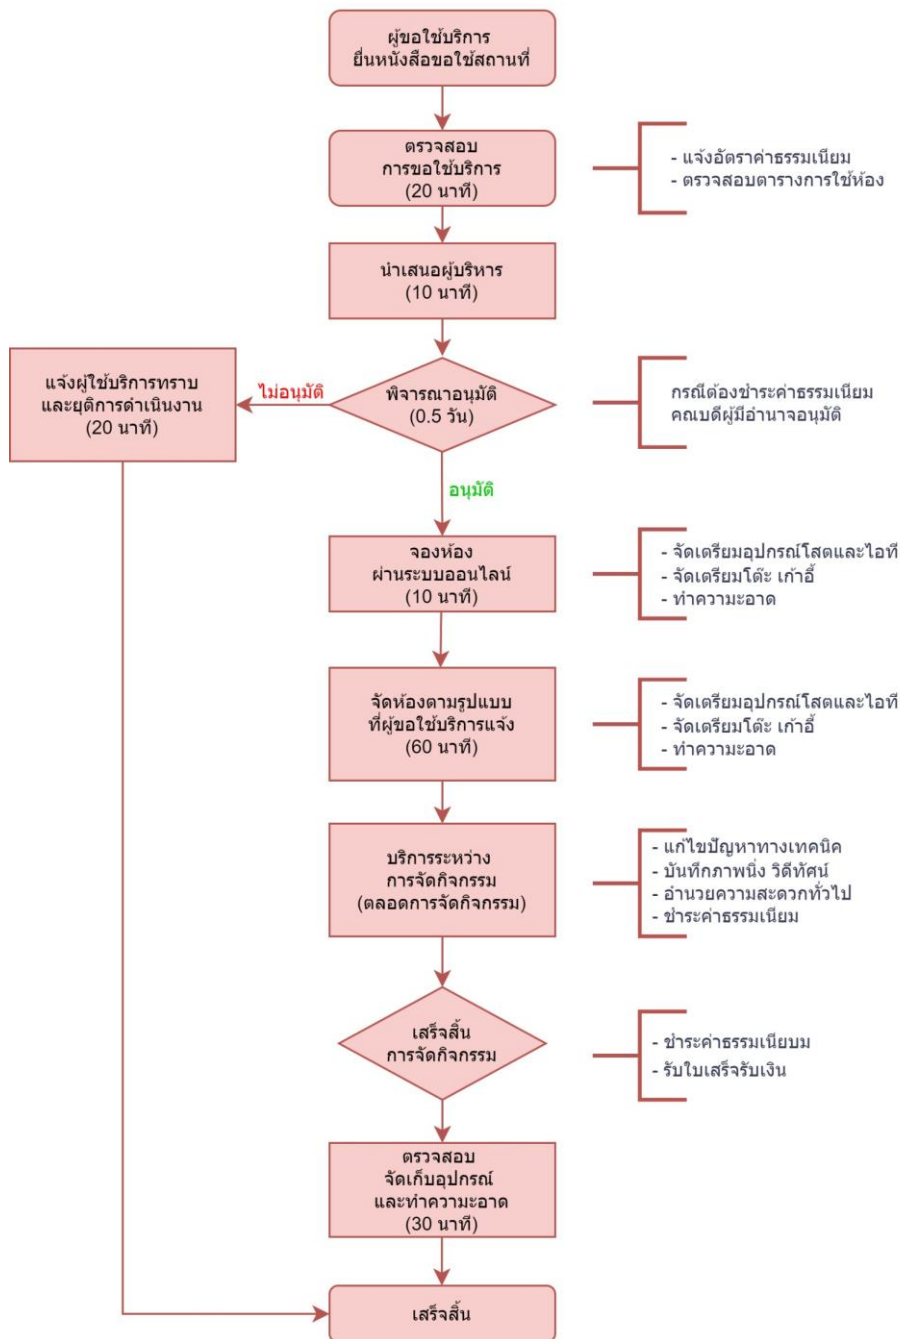 ผู้ขอใช้บริการ
ยื่นหนังสือขอใช้สถานที่
ตรวจสอบ
การขอใช้บริการ
(20 นาที)
- แจ้งอัตราค่าธรรมเนียม
- ตรวจสอบตารางการใช้ห้อง
นำเสนอผู้บริหาร
(10 นาที)
แจ้งผู้ใช้บริการทราบ
และยุติการดำเนินงาน
(20 นาที)
ไม่อนุมัติ
พิจารณาอนุมัติ
(0.5 วัน)
กรณีต้องชำระค่าธรรมเนียม
คณบดีผู้มีอำนาจอนุมัติ
อนุมัติ
จองห้อง
ผ่านระบบออนไลน์
(10 นาที)
- จัดเตรียมอุปกรณ์โสตและไอที
- จัดเตรียมโต๊ะ เก้าอี้
- ทำความะอาด
จัดห้องตามรูปแบบ
ที่ผู้ขอใช้บริการแจ้ง
(60 นาที)
- จัดเตรียมอุปกรณ์โสตและไอที
- จัดเตรียมโต๊ะ เก้าอี้
- ทำความะอาด
บริการระหว่าง
การจัดกิจกรรม
(ตลอดการจัดกิจกรรม)
- แก้ไขปัญหาทางเทคนิค
- บันทึกภาพนิ่ง วิดีทัศน์
- อำนวยความสะดวกทั่วไป
- ชำระค่าธรรมเนียม
เสร็จสิ้น
การจัดกิจกรรม
- ชำระค่าธรรมเนียบม
- รับใบเสร็จรับเงิน
ตรวจสอบ
จัดเก็บอุปกรณ์
และทำความะอาด
(30 นาที)
เสร็จสิ้น